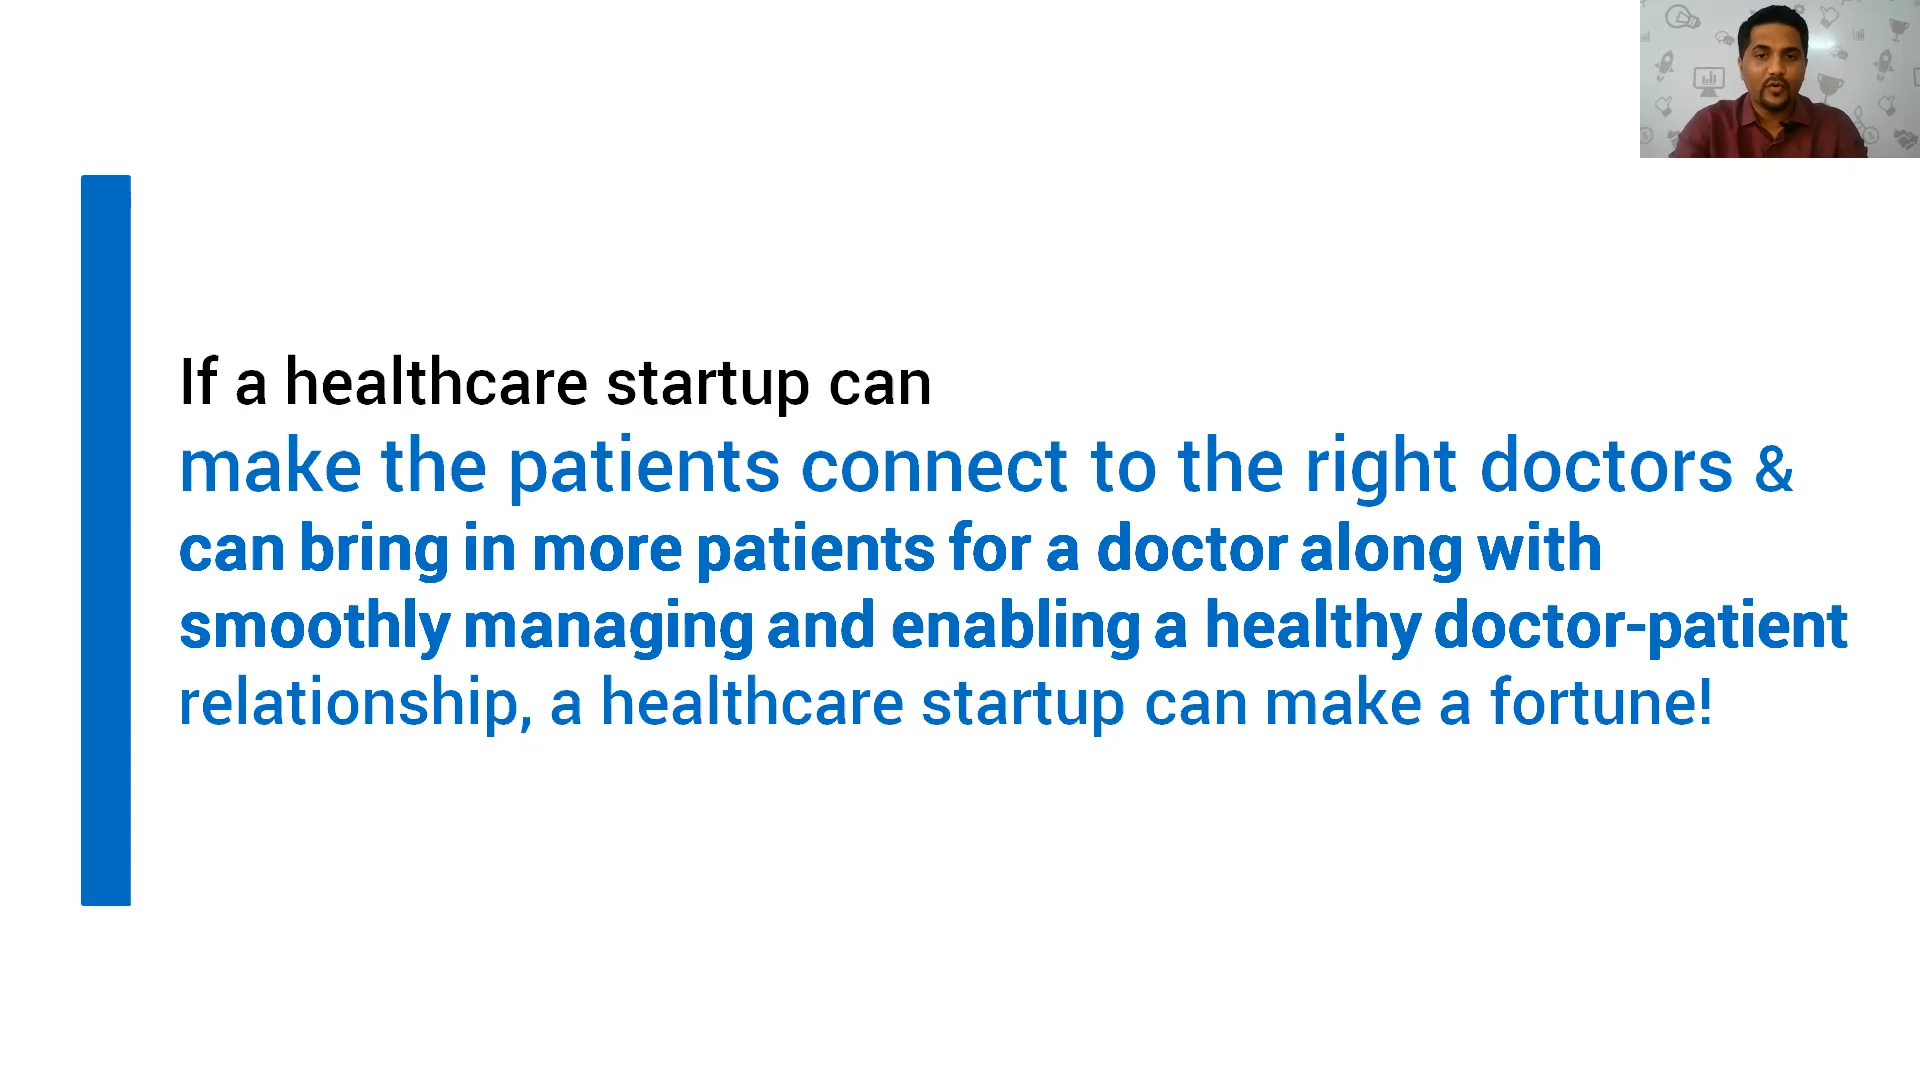 If a healthcare startup can
make the patients connect to the right doctors &
can bring in more patients for a doctor along with
smoothly managing and enabling a healthy doctor-patient
relationship, a healthcare startup can make a fortune!